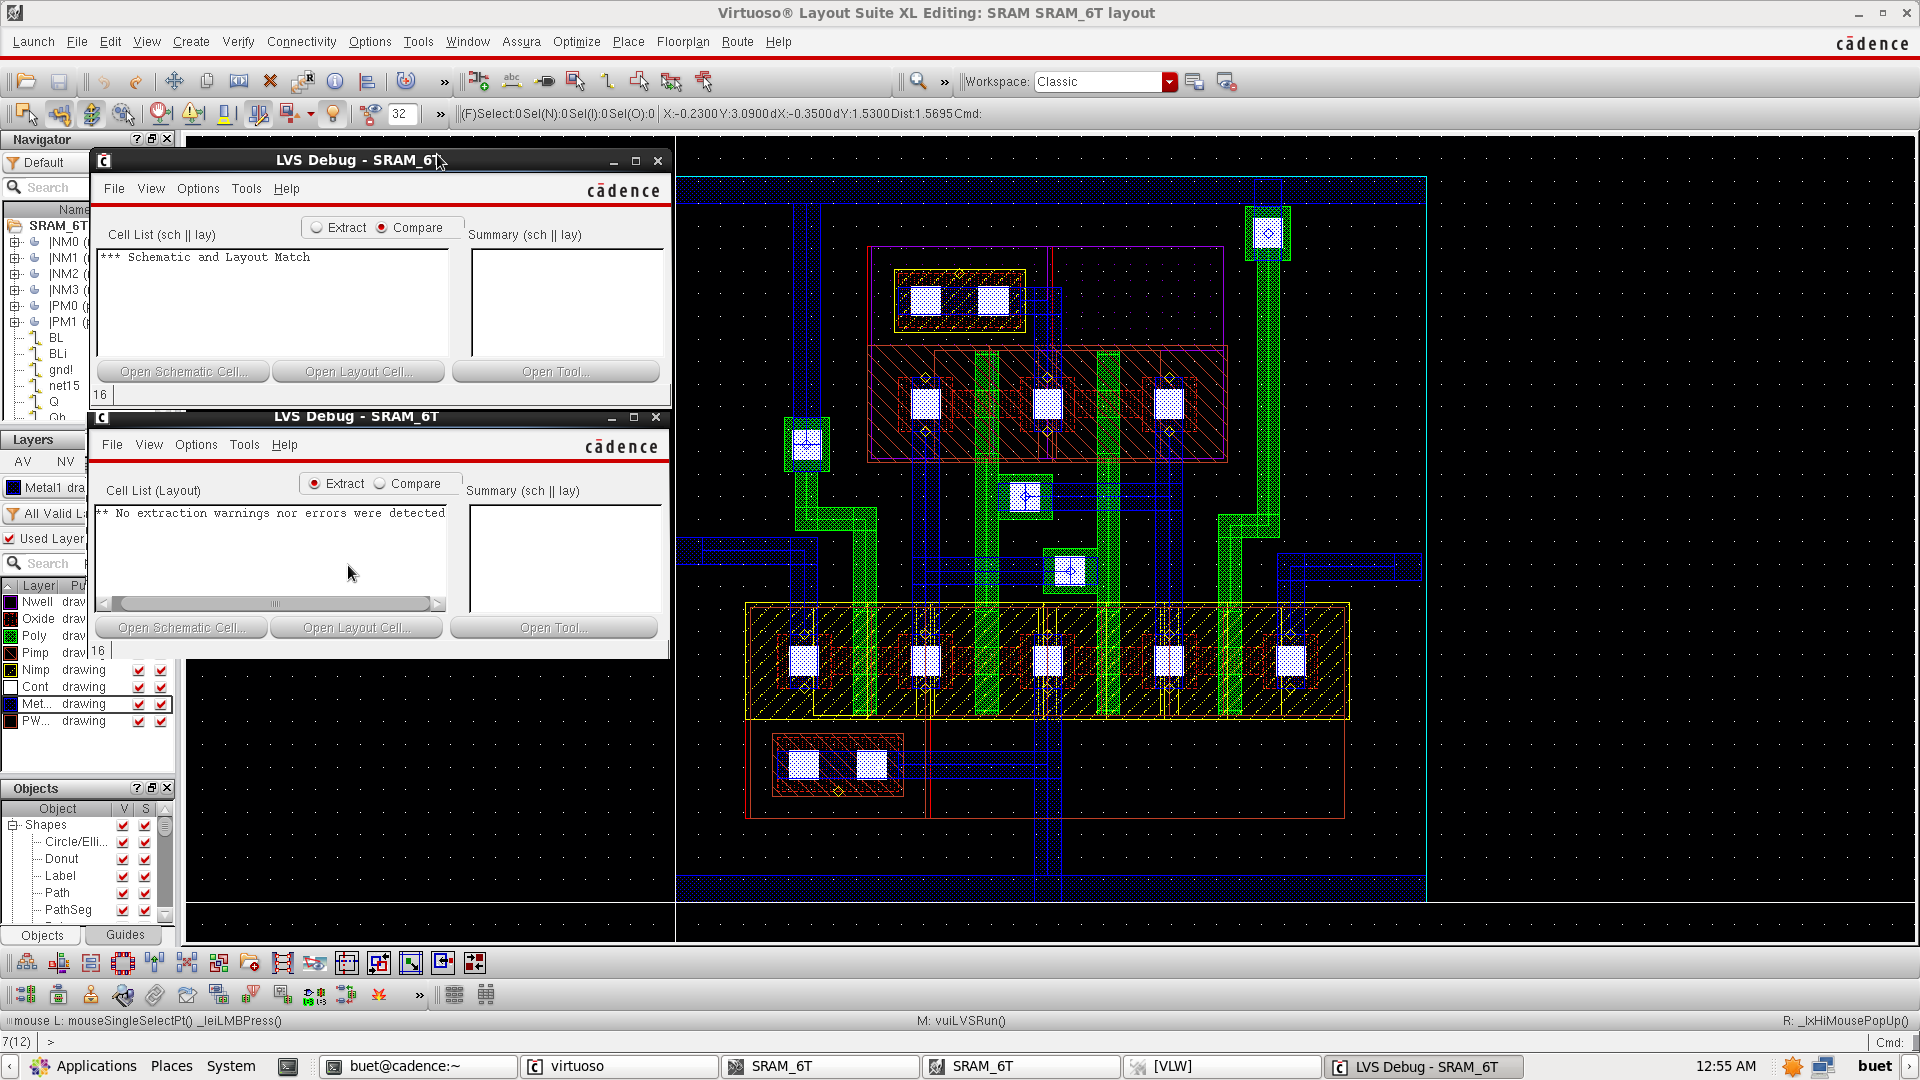 Virtuoso® Layout Suite XL Editing: SRAM SRAM_6T layout
Launch File Edit View Create Verify Connectivity Options Tools Window Assura Optimize Place Floorplan Route Help
cādence
abc
» » Workspace: Classic
32 » (F)Select:0 Sel(N):0 Sel(I):0 Sel(O):0 X:-0.2300 Y:3.0900 dX:-0.3500 dY:1.5300 Dist:1.5695 Cmd:
Navigator
Default
Search
Name
SRAM_6T
|NM0 (
|NM1 (
|NM2 (
|NM3 (
|PM0 (
|PM1 (
BL
BLi
gnd!
net15
Q
LVS Debug - SRAM_6T
File View Options Tools Help
cādence
Extract Compare
Cell List (sch || lay)
Summary (sch || lay)
*** Schematic and Layout Match
Open Schematic Cell...
Open Layout Cell...
Open Tool...
16
LVS Debug - SRAM_6T
File View Options Tools Help
cādence
Extract Compare
Cell List (Layout)
Summary (sch || lay)
** No extraction warnings nor errors were detected
Open Schematic Cell...
Open Layout Cell...
Open Tool...
16
Layers
AV NV
Metal1 dra
All Valid L
Used Layer
Search
Layer Pu
Nwell draw
Oxide draw
Poly draw
Pimp draw
Nimp drawing
Cont drawing
Met... drawing
PW... drawing
Objects
Object V S
Shapes
Circle/Elli...
Donut
Label
Path
PathSeg
Objects Guides
»
mouse L: mouseSingleSelectPt() _leiLMBPress()
M: vuiLVSRun()
R: _lxHiMousePopUp()
7(12) >
Cmd:
Applications Places System
buet@cadence:~
virtuoso
SRAM_6T
SRAM_6T
[VLW]
LVS Debug - SRAM_6T
12:55 AM
buet